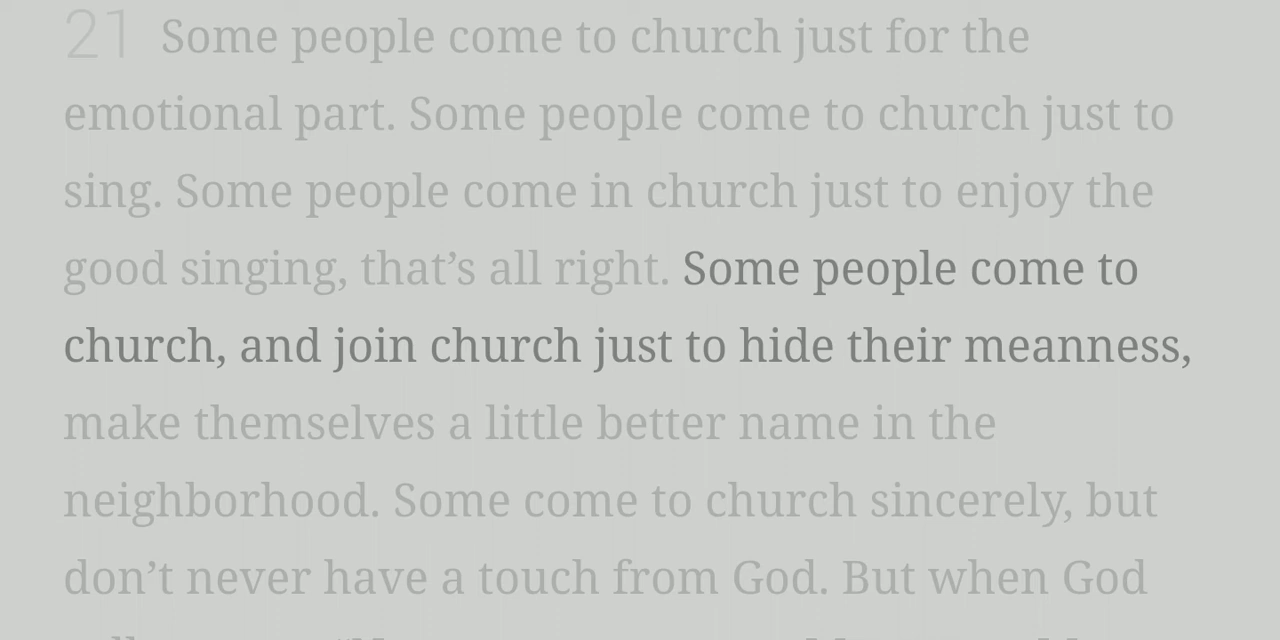 21 Some people come to church just for the
emotional part. Some people come to church just to
sing. Some people come in church just to enjoy the
good singing, that’s all right. Some people come to
church, and join church just to hide their meanness,
make themselves a little better name in the
neighborhood. Some come to church sincerely, but
don’t never have a touch from God. But when God